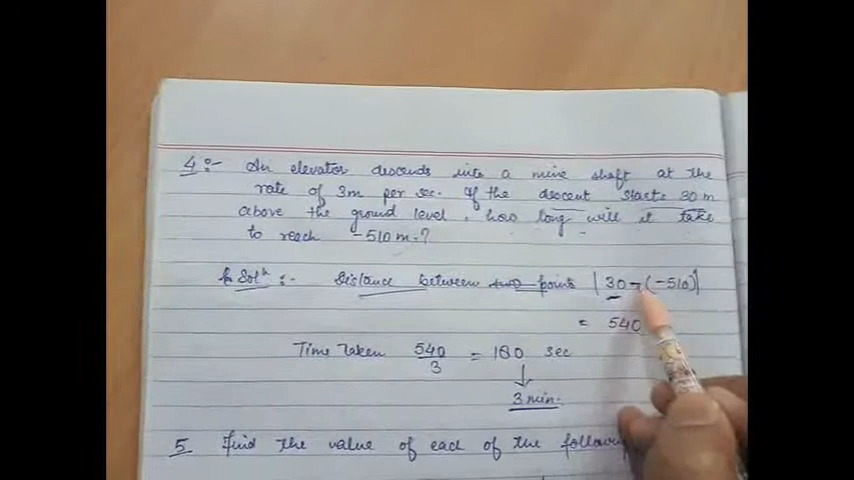 4:- An elevator descends into a mine shaft at the
rate of 3m per sec. If the descent starts 30 m
above the ground level, how long will it take
to reach -510 m.?
Solⁿ :- Distance between two points |30-(-510)|
= 540
Time Taken 540/3 = 180 sec
↓
3 min.
5 Find the value of each of the following